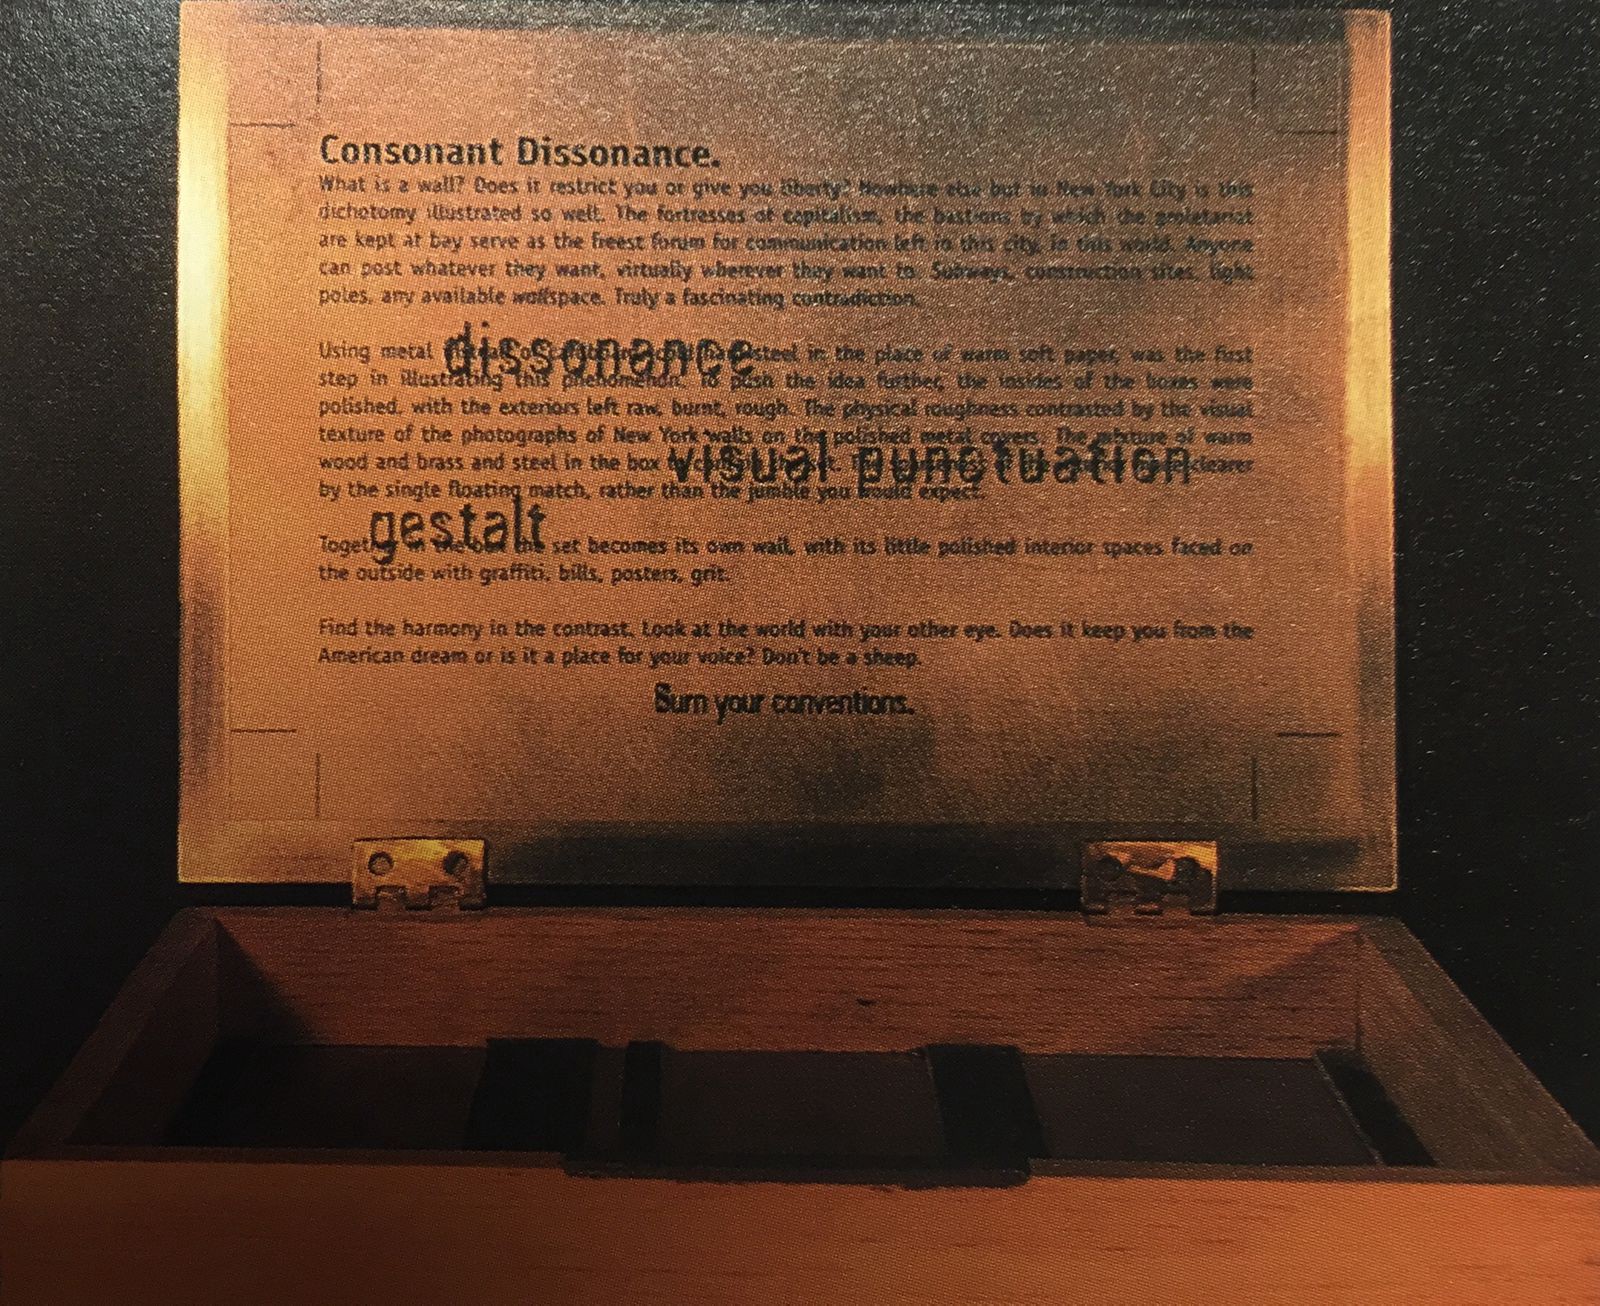 Consonant Dissonance.
What is a wall? Does it restrict you or give you liberty? Nowhere else but in New York City is this
dichotomy illustrated so well. The fortresses of capitalism, the bastions by which the proletariat
are kept at bay serve as the freest forum for communication left in this city, in this world. Anyone
can post whatever they want, virtually wherever they want to. Subways, construction sites, light
poles, any available wallspace. Truly a fascinating contradiction.
dissonance
Using metal steel in the place of warm soft paper, was the first
step in illustrating this phenomenon. To push the idea further, the insides of the boxes were
polished, with the exteriors left raw, burnt, rough. The physical roughness contrasted by the visual
texture of the photographs of New York walls on the polished metal covers. The mixture of warm
visual punctuation
wood and brass and steel in the box clearer
by the single floating match, rather than the jumble you would expect.
gestalt
Together in the box the set becomes its own wall, with its little polished interior spaces faced on
the outside with graffiti, bills, posters, grit.
Find the harmony in the contrast. Look at the world with your other eye. Does it keep you from the
American dream or is it a place for your voice? Don't be a sheep.
Burn your conventions.